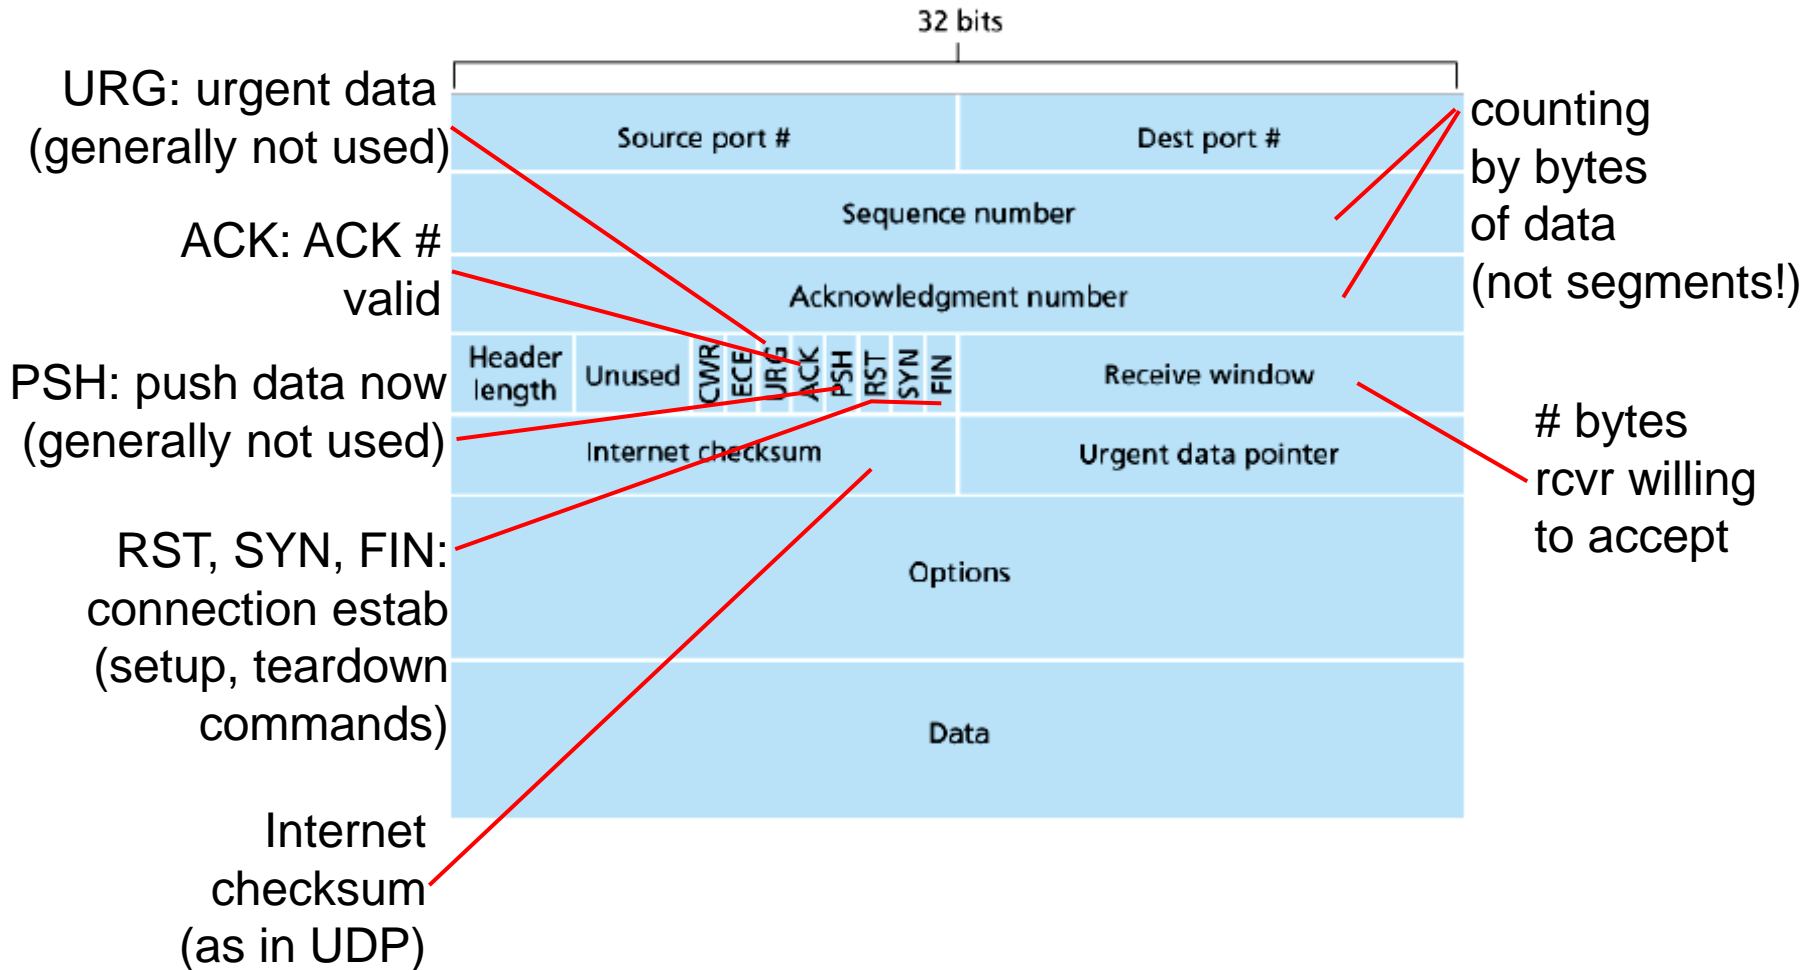 32 bits
URG: urgent data
(generally not used)
ACK: ACK #
valid
PSH: push data now
(generally not used)
RST, SYN, FIN:
connection estab
(setup, teardown
commands)
Internet
checksum
(as in UDP)
Source port #
Dest port #
Sequence number
Acknowledgment number
Header
length
Unused
CWR
ECE
URG
ACK
PSH
RST
SYN
FIN
Receive window
Internet checksum
Urgent data pointer
Options
Data
counting
by bytes
of data
(not segments!)
# bytes
rcvr willing
to accept